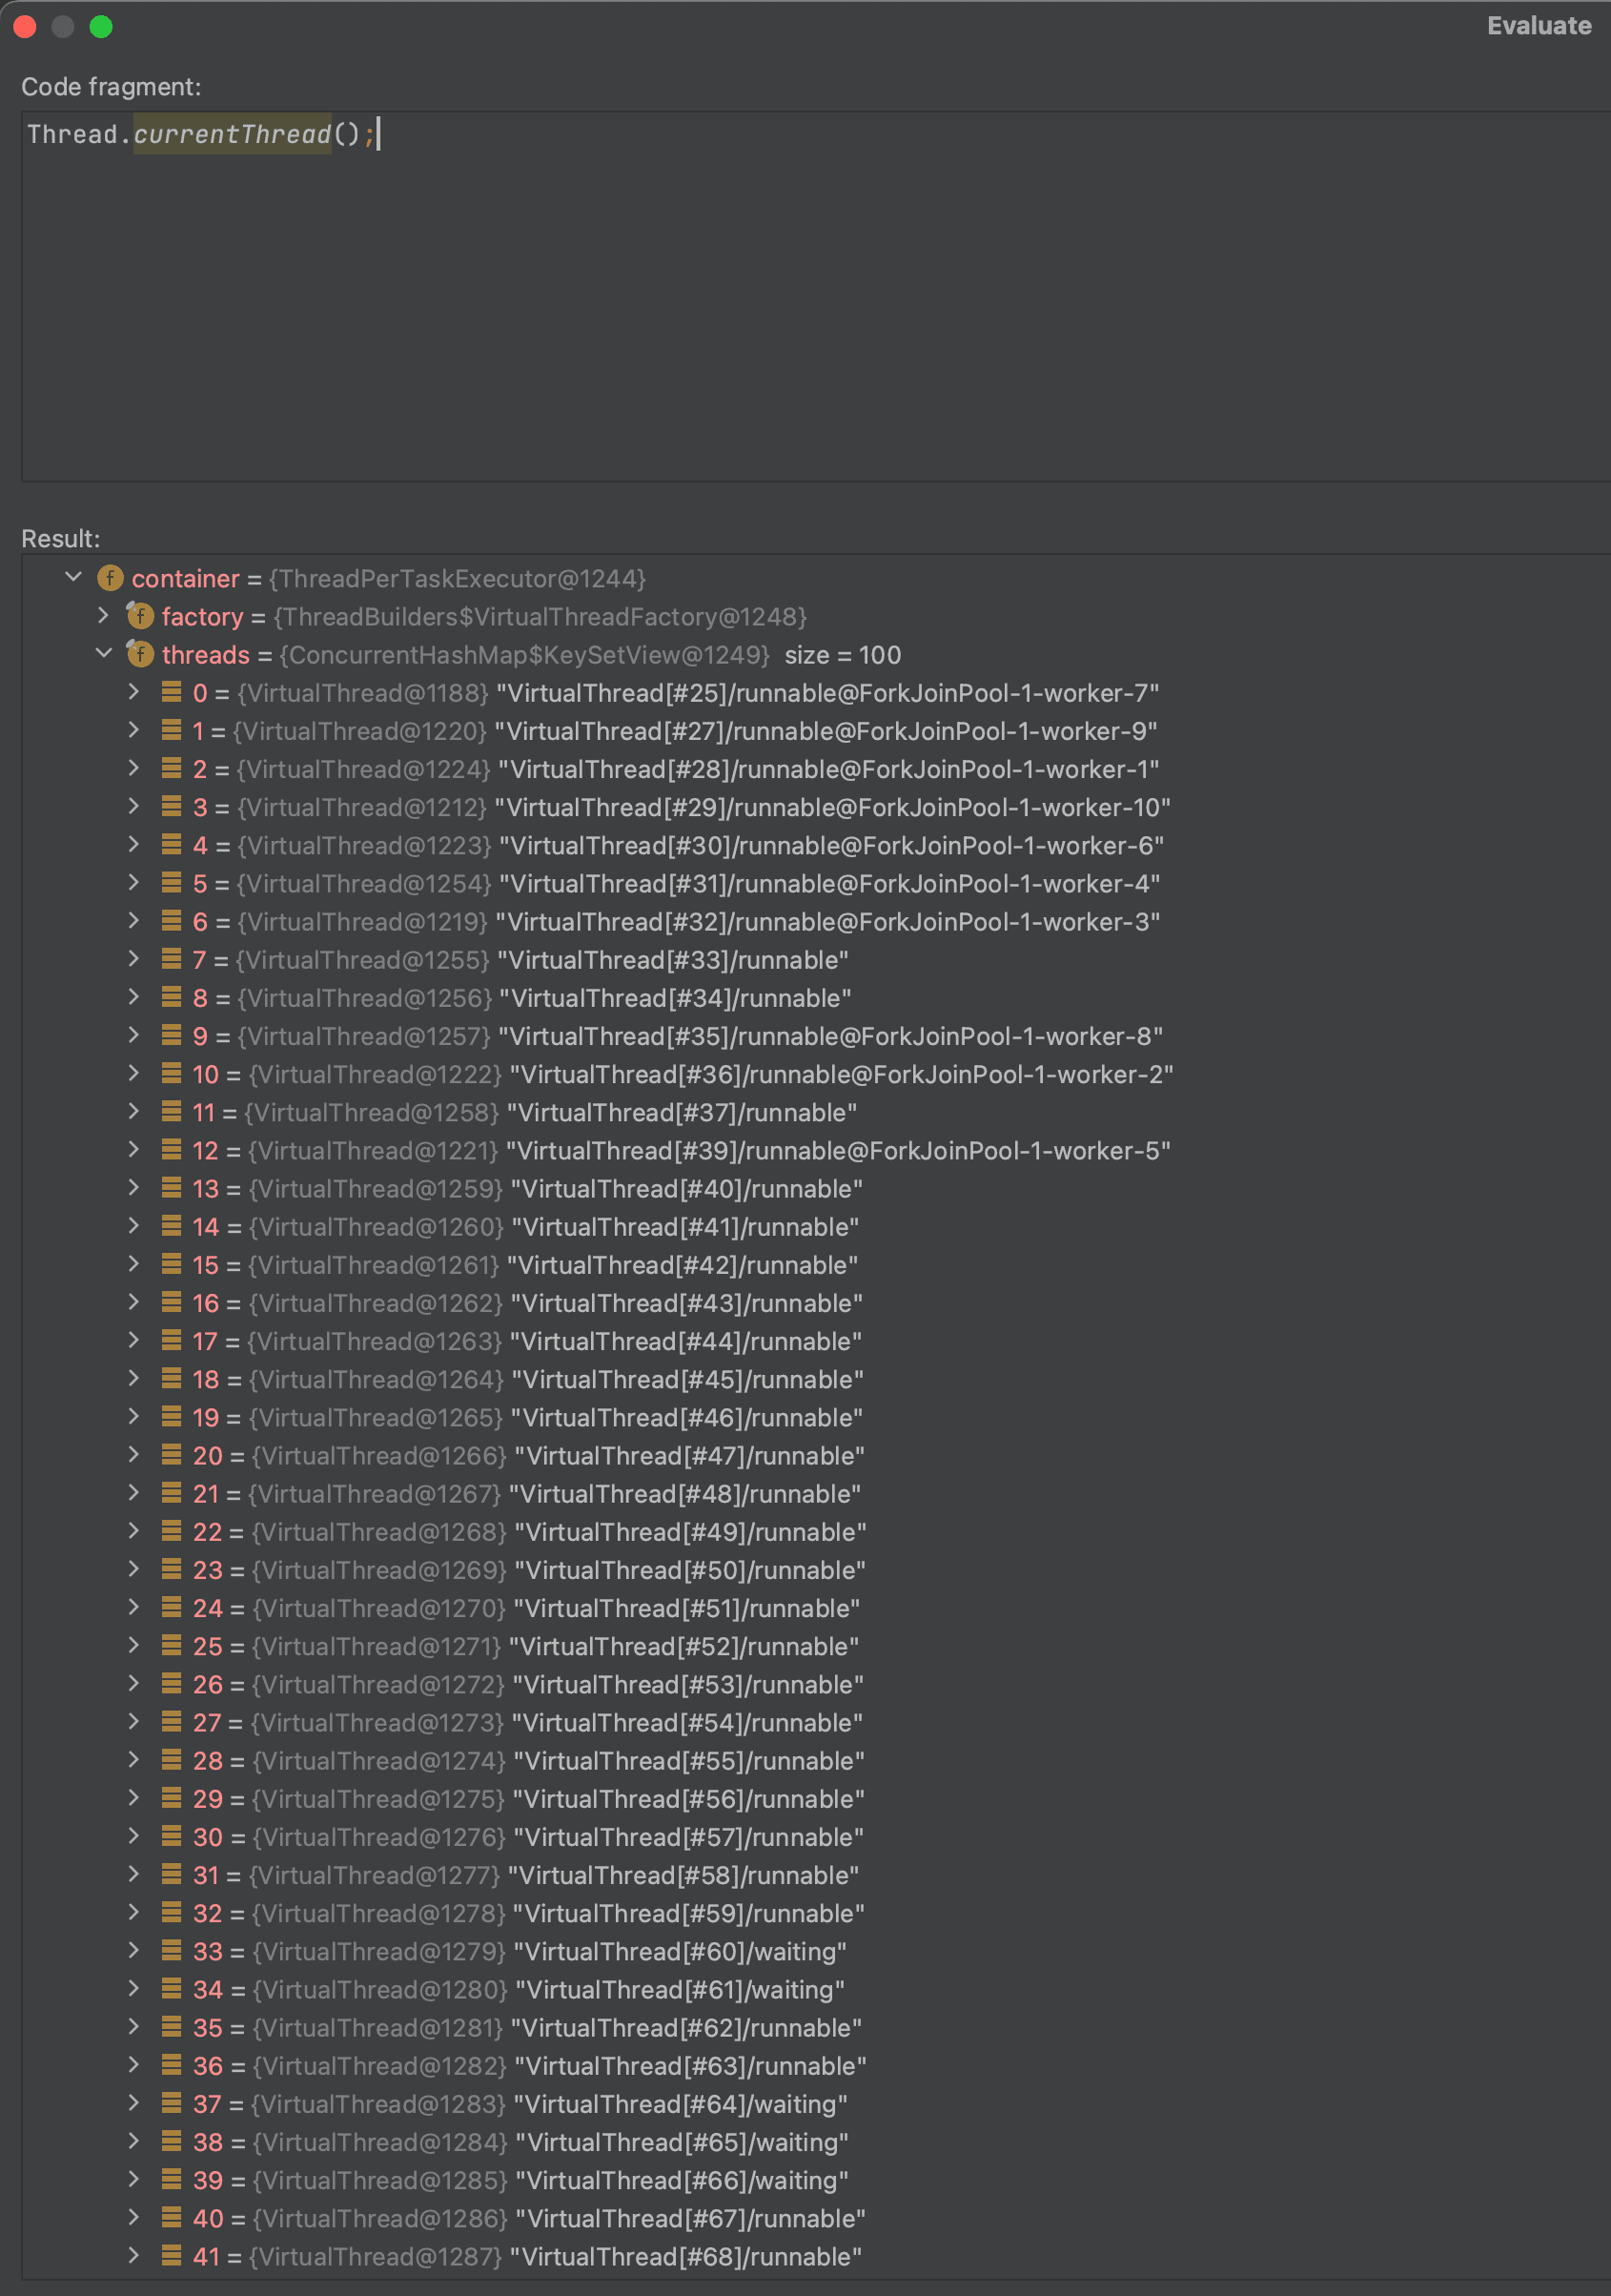 Evaluate
Code fragment:
Thread.currentThread();
Result:
container = {ThreadPerTaskExecutor@1244}
factory = {ThreadBuilders$VirtualThreadFactory@1248}
threads = {ConcurrentHashMap$KeySetView@1249} size = 100
0 = {VirtualThread@1188} "VirtualThread[#25]/runnable@ForkJoinPool-1-worker-7"
1 = {VirtualThread@1220} "VirtualThread[#27]/runnable@ForkJoinPool-1-worker-9"
2 = {VirtualThread@1224} "VirtualThread[#28]/runnable@ForkJoinPool-1-worker-1"
3 = {VirtualThread@1212} "VirtualThread[#29]/runnable@ForkJoinPool-1-worker-10"
4 = {VirtualThread@1223} "VirtualThread[#30]/runnable@ForkJoinPool-1-worker-6"
5 = {VirtualThread@1254} "VirtualThread[#31]/runnable@ForkJoinPool-1-worker-4"
6 = {VirtualThread@1219} "VirtualThread[#32]/runnable@ForkJoinPool-1-worker-3"
7 = {VirtualThread@1255} "VirtualThread[#33]/runnable"
8 = {VirtualThread@1256} "VirtualThread[#34]/runnable"
9 = {VirtualThread@1257} "VirtualThread[#35]/runnable@ForkJoinPool-1-worker-8"
10 = {VirtualThread@1222} "VirtualThread[#36]/runnable@ForkJoinPool-1-worker-2"
11 = {VirtualThread@1258} "VirtualThread[#37]/runnable"
12 = {VirtualThread@1221} "VirtualThread[#39]/runnable@ForkJoinPool-1-worker-5"
13 = {VirtualThread@1259} "VirtualThread[#40]/runnable"
14 = {VirtualThread@1260} "VirtualThread[#41]/runnable"
15 = {VirtualThread@1261} "VirtualThread[#42]/runnable"
16 = {VirtualThread@1262} "VirtualThread[#43]/runnable"
17 = {VirtualThread@1263} "VirtualThread[#44]/runnable"
18 = {VirtualThread@1264} "VirtualThread[#45]/runnable"
19 = {VirtualThread@1265} "VirtualThread[#46]/runnable"
20 = {VirtualThread@1266} "VirtualThread[#47]/runnable"
21 = {VirtualThread@1267} "VirtualThread[#48]/runnable"
22 = {VirtualThread@1268} "VirtualThread[#49]/runnable"
23 = {VirtualThread@1269} "VirtualThread[#50]/runnable"
24 = {VirtualThread@1270} "VirtualThread[#51]/runnable"
25 = {VirtualThread@1271} "VirtualThread[#52]/runnable"
26 = {VirtualThread@1272} "VirtualThread[#53]/runnable"
27 = {VirtualThread@1273} "VirtualThread[#54]/runnable"
28 = {VirtualThread@1274} "VirtualThread[#55]/runnable"
29 = {VirtualThread@1275} "VirtualThread[#56]/runnable"
30 = {VirtualThread@1276} "VirtualThread[#57]/runnable"
31 = {VirtualThread@1277} "VirtualThread[#58]/runnable"
32 = {VirtualThread@1278} "VirtualThread[#59]/runnable"
33 = {VirtualThread@1279} "VirtualThread[#60]/waiting"
34 = {VirtualThread@1280} "VirtualThread[#61]/waiting"
35 = {VirtualThread@1281} "VirtualThread[#62]/runnable"
36 = {VirtualThread@1282} "VirtualThread[#63]/runnable"
37 = {VirtualThread@1283} "VirtualThread[#64]/waiting"
38 = {VirtualThread@1284} "VirtualThread[#65]/waiting"
39 = {VirtualThread@1285} "VirtualThread[#66]/waiting"
40 = {VirtualThread@1286} "VirtualThread[#67]/runnable"
41 = {VirtualThread@1287} "VirtualThread[#68]/runnable"